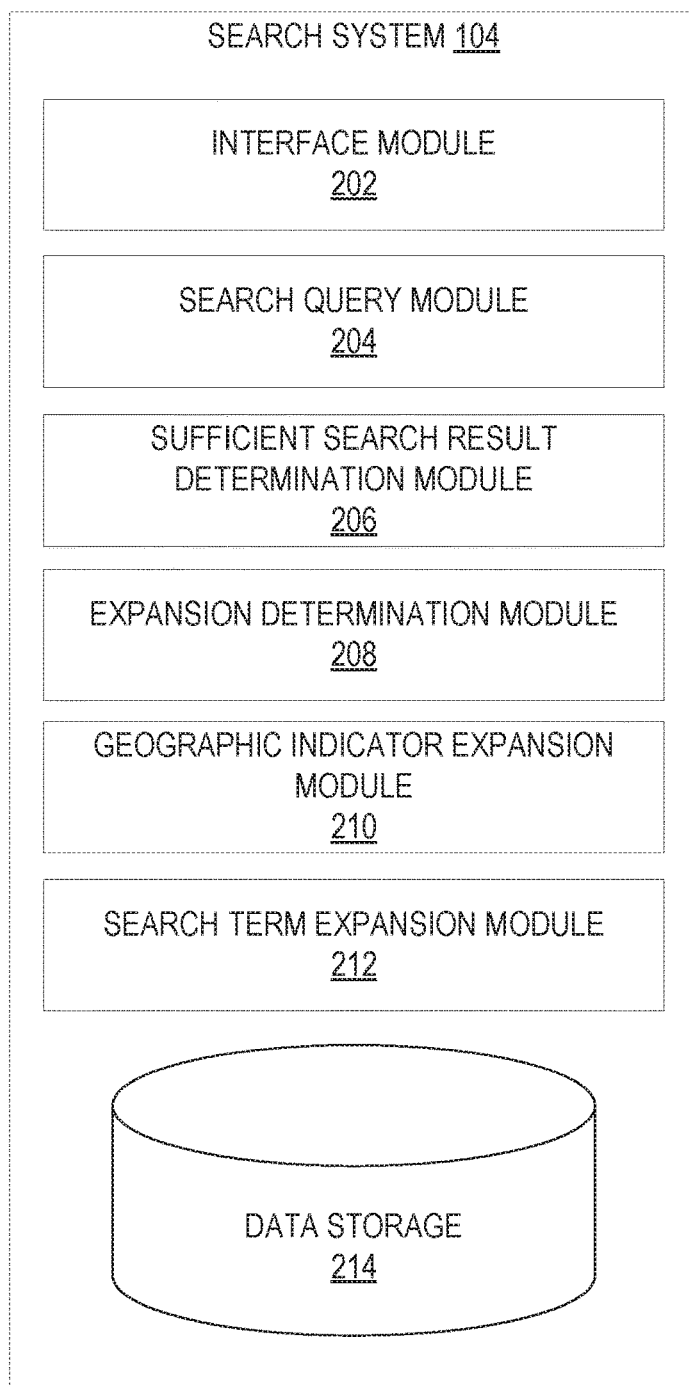 SEARCH SYSTEM 104
INTERFACE MODULE
202
SEARCH QUERY MODULE
204
SUFFICIENT SEARCH RESULT
DETERMINATION MODULE
206
EXPANSION DETERMINATION MODULE
208
GEOGRAPHIC INDICATOR EXPANSION
MODULE
210
SEARCH TERM EXPANSION MODULE
212
DATA STORAGE
214